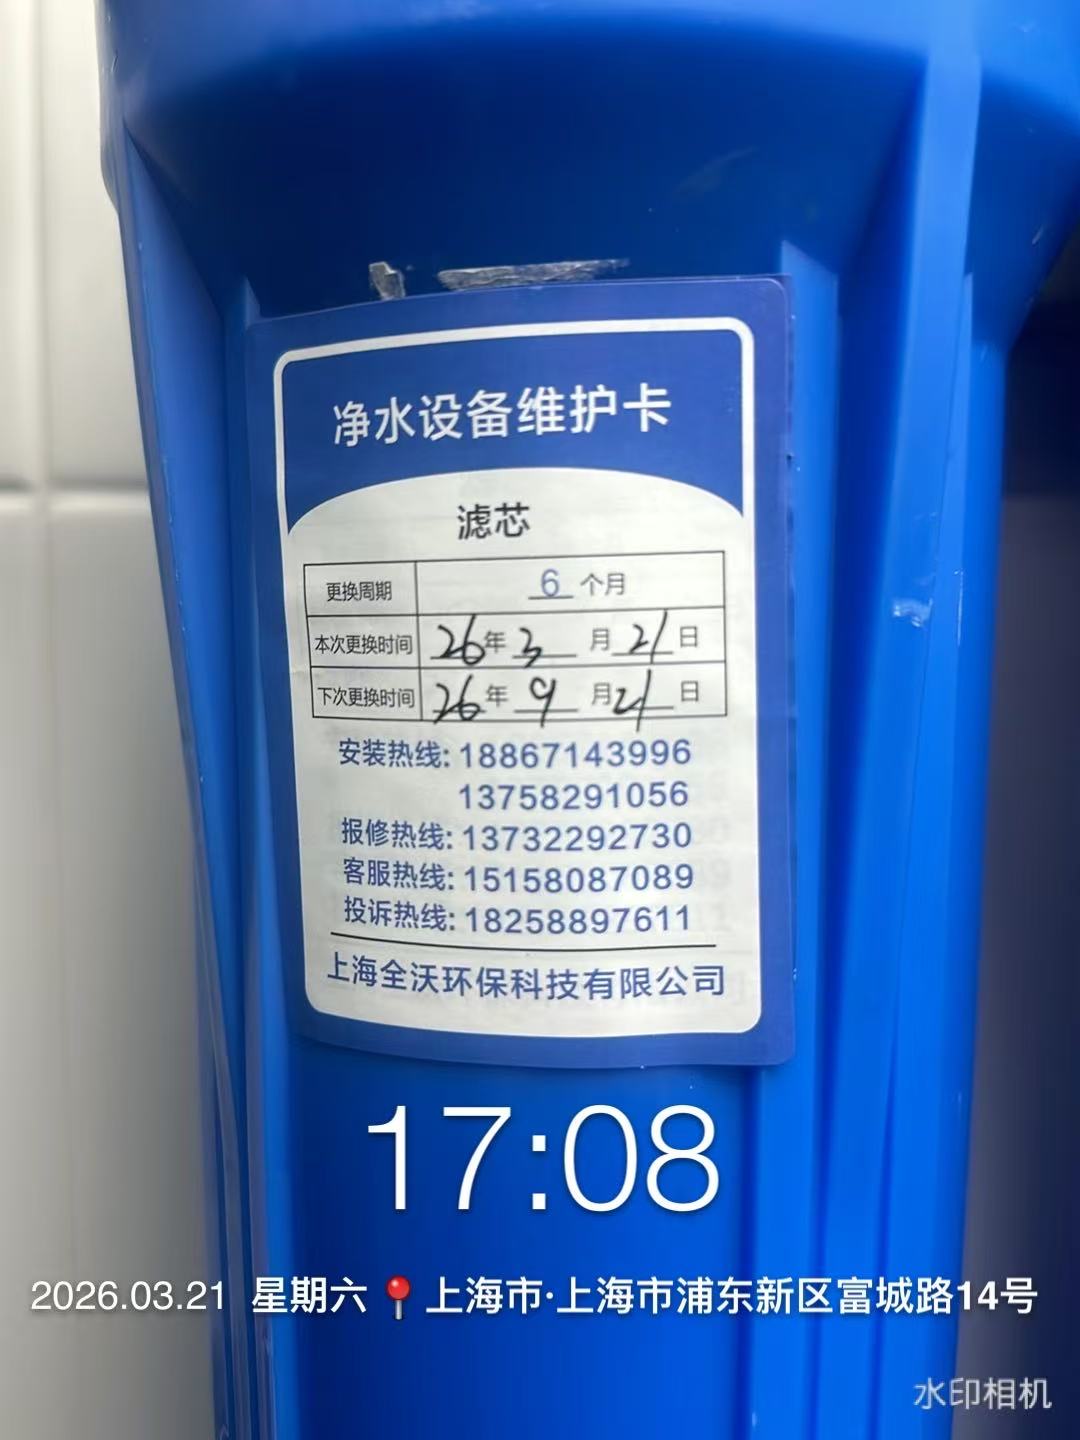 净水设备维护卡
滤芯
更换周期 6 个月
本次更换时间 26年 3 月 21 日
下次更换时间 26年 9 月 21 日
安装热线:18867143996
13758291056
报修热线:13732292730
客服热线:15158087089
投诉热线:18258897611
上海全沃环保科技有限公司
17:08
2026.03.21 星期六 上海市·上海市浦东新区富城路14号
水印相机